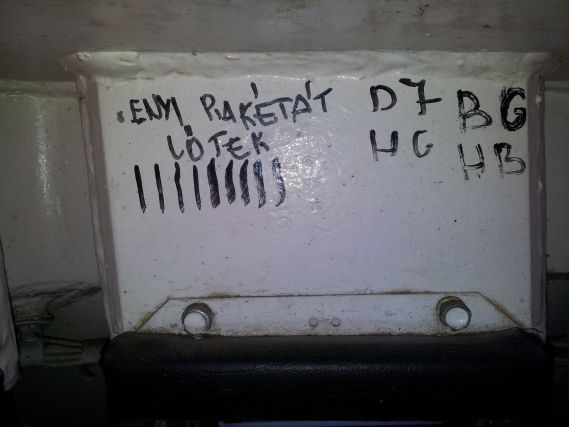 ENYI RAKÉTÁT
LŐTEK
D7 BG
HG HB